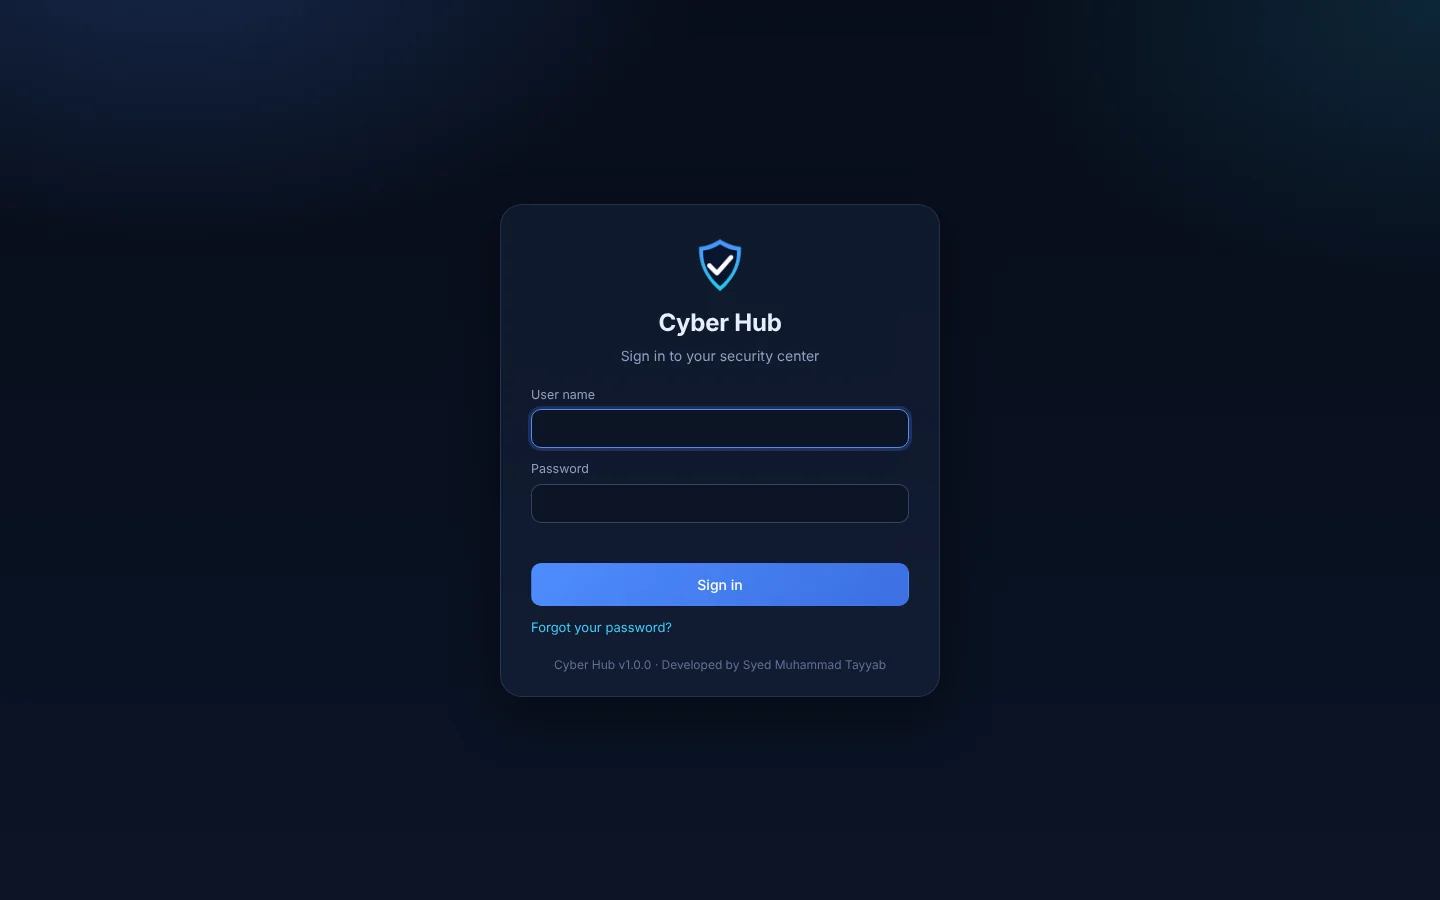 Cyber Hub
Sign in to your security center
User name
Password
Sign in
Forgot your password?
Cyber Hub v1.0.0 · Developed by Syed Muhammad Tayyab